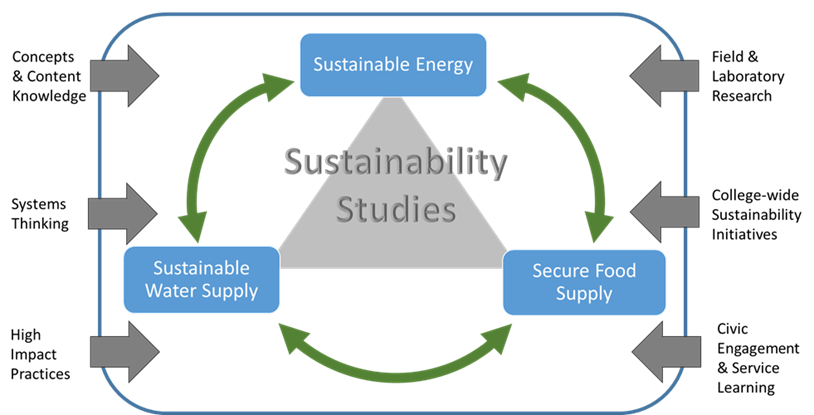 Concepts
& Content
Knowledge
Sustainable Energy
Field &
Laboratory
Research
Sustainability
Studies
Systems
Thinking
College-wide
Sustainability
Initiatives
Sustainable
Water Supply
Secure Food
Supply
High
Impact
Practices
Civic
Engagement
& Service
Learning